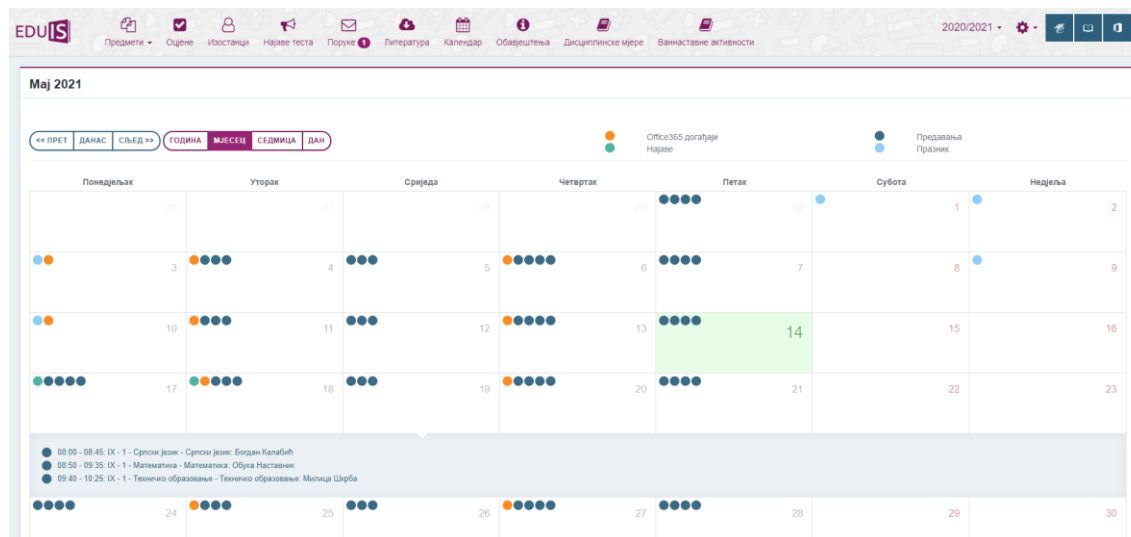 EDUIS
Предмети
Оцјене
Изостанци
Најаве теста
Поруке 1
Литература
Календар
Обавјештења
Дисциплинске мјере
Ваннаставне активности
2020/2021
Мај 2021
<< ПРЕТ ДАНАС СЉЕД >> ГОДИНА МЈЕСЕЦ СЕДМИЦА ДАН
Office365 догађаји
Предавања
Најаве
Празник
Понедјељак Уторак Сриједа Четвртак Петак Субота Недјеља
26 27 28 29 30 1 2
3 4 5 6 7 8 9
10 11 12 13 14 15 16
17 18 19 20 21 22 23
08:00 - 08:45: IX - 1 - Српски језик - Српски језик: Богдан Калабић
08:50 - 09:35: IX - 1 - Математика - Математика: Обука Наставник
09:40 - 10:25: IX - 1 - Техничко образовање - Техничко образовање: Милица Шкрба
24 25 26 27 28 29 30